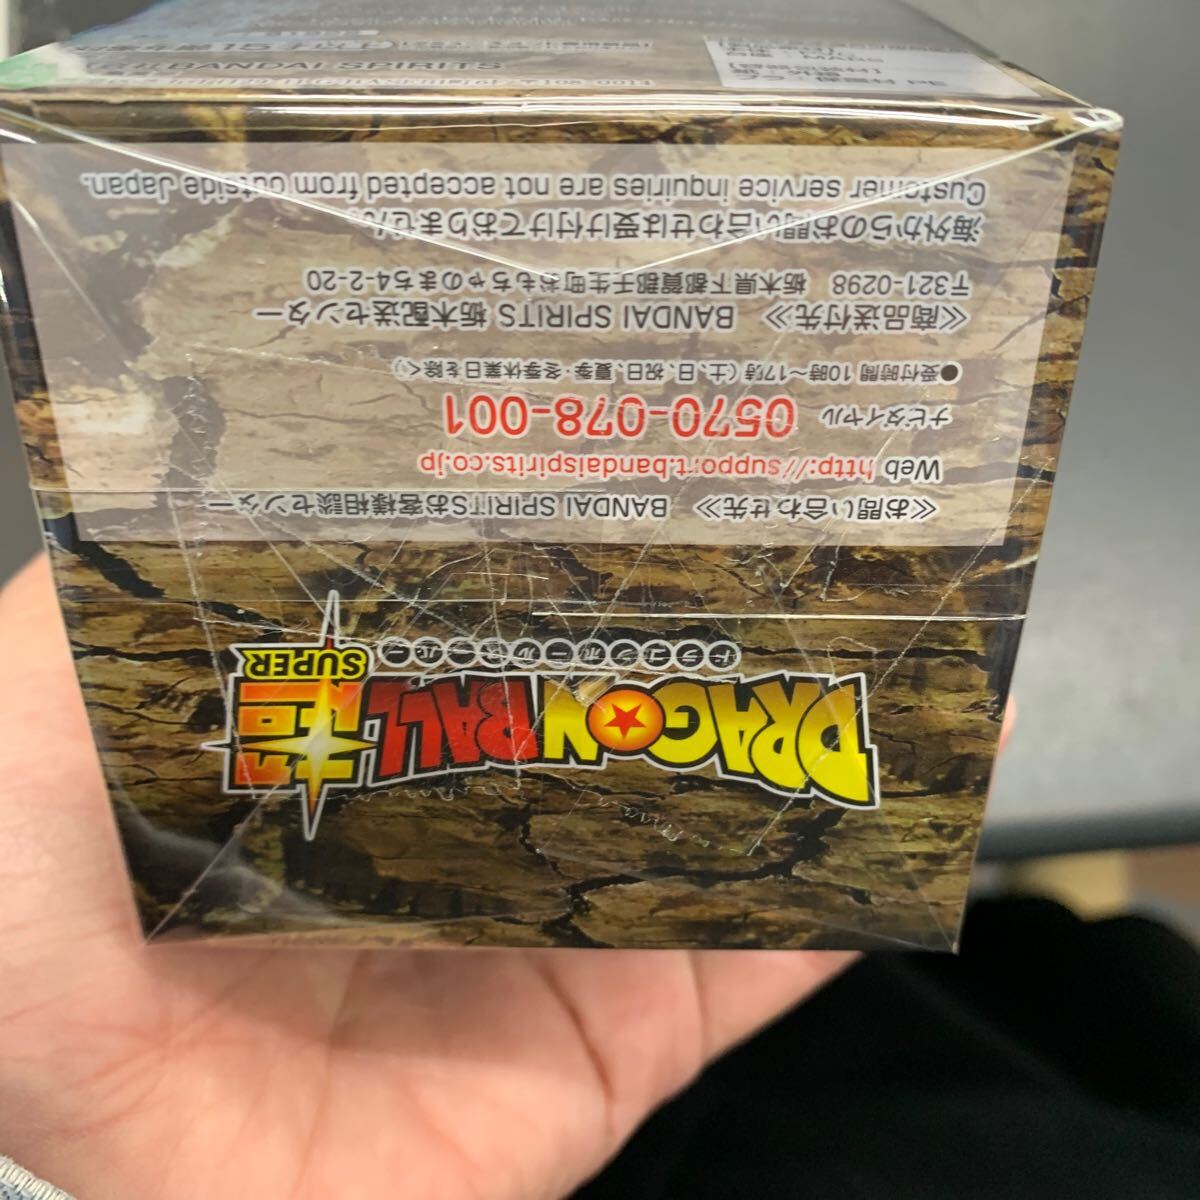 DRAGON BALL 超 SUPER
ドラゴンボールスーパー
≪お問い合わせ先≫ BANDAI SPIRITSお客様相談センター
Web http://support.bandaispirits.co.jp
ナビダイヤル 0570-078-001
●受付時間 10時～17時（土、日、祝日、夏季・冬季休業日を除く）
≪商品送付先≫ BANDAI SPIRITS 栃木配送センター
〒321-0298 栃木県下都賀郡壬生町おもちゃのまち4-2-20
海外からのお問い合わせは受け付けておりません。
Customer service inquiries are not accepted from outside Japan.
BANDAI SPIRITS